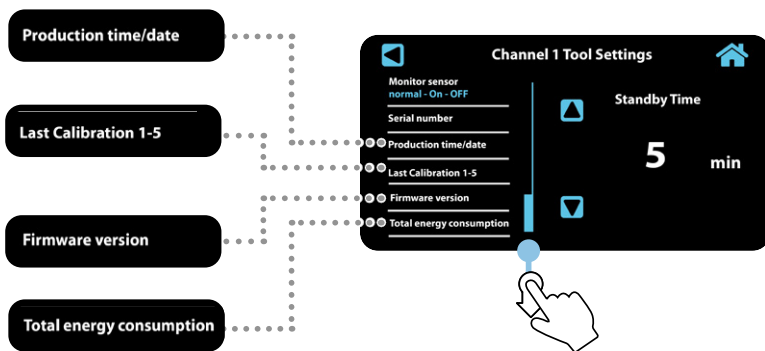 Production time/date
Last Calibration 1-5
Firmware version
Total energy consumption
Channel 1 Tool Settings
Monitor sensor
normal - On - OFF
Serial number
Production time/date
Last Calibration 1-5
Firmware version
Total energy consumption
Standby Time
5 min